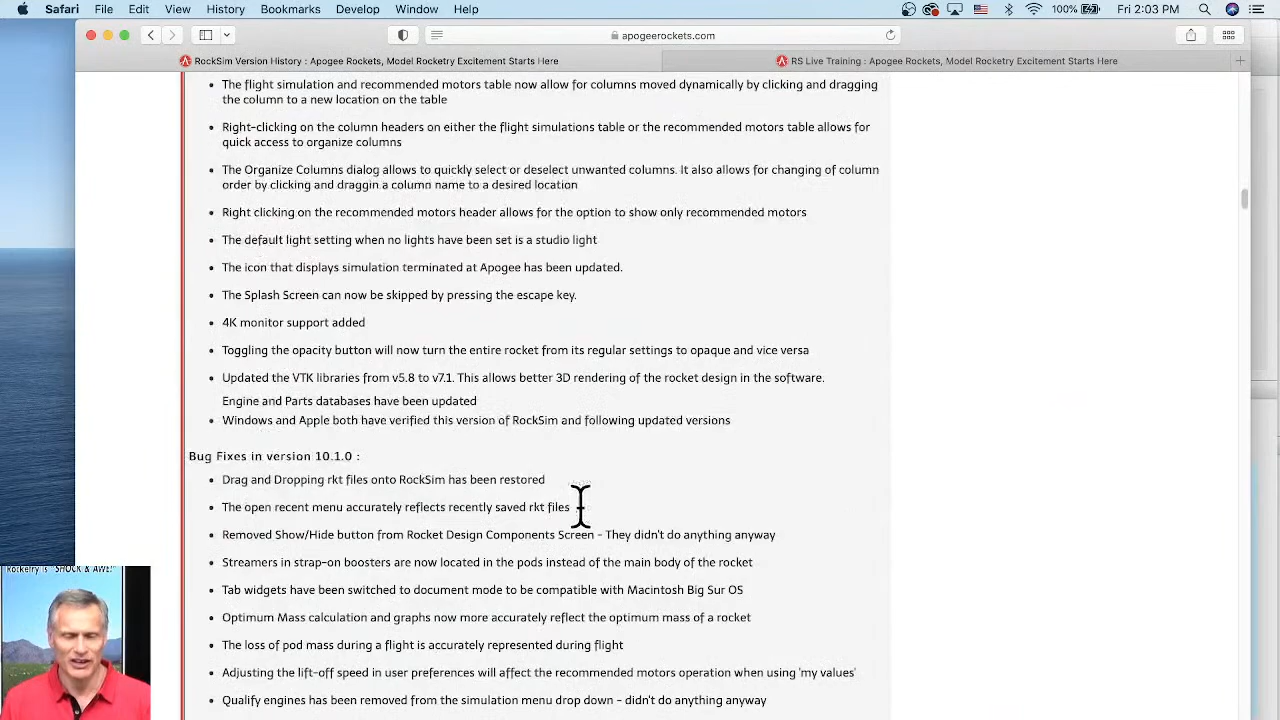 Safari File Edit View History Bookmarks Develop Window Help 100% Fri 2:03 PM
apogeerockets.com
RockSim Version History : Apogee Rockets, Model Rocketry Excitement Starts Here RS Live Training : Apogee Rockets, Model Rocketry Excitement Starts Here
• The flight simulation and recommended motors table now allow for columns moved dynamically by clicking and dragging
the column to a new location on the table
• Right-clicking on the column headers on either the flight simulations table or the recommended motors table allows for
quick access to organize columns
• The Organize Columns dialog allows to quickly select or deselect unwanted columns. It also allows for changing of column
order by clicking and draggin a column name to a desired location
• Right clicking on the recommended motors header allows for the option to show only recommended motors
• The default light setting when no lights have been set is a studio light
• The icon that displays simulation terminated at Apogee has been updated.
• The Splash Screen can now be skipped by pressing the escape key.
• 4K monitor support added
• Toggling the opacity button will now turn the entire rocket from its regular settings to opaque and vice versa
• Updated the VTK libraries from v5.8 to v7.1. This allows better 3D rendering of the rocket design in the software.
Engine and Parts databases have been updated
• Windows and Apple both have verified this version of RockSim and following updated versions
Bug Fixes in version 10.1.0 :
• Drag and Dropping rkt files onto RockSim has been restored
• The open recent menu accurately reflects recently saved rkt files
• Removed Show/Hide button from Rocket Design Components Screen - They didn't do anything anyway
• Streamers in strap-on boosters are now located in the pods instead of the main body of the rocket
• Tab widgets have been switched to document mode to be compatible with Macintosh Big Sur OS
• Optimum Mass calculation and graphs now more accurately reflect the optimum mass of a rocket
• The loss of pod mass during a flight is accurately represented during flight
• Adjusting the lift-off speed in user preferences will affect the recommended motors operation when using 'my values'
• Qualify engines has been removed from the simulation menu drop down - didn't do anything anyway
Rocketry is "SHOCK & AWE!"